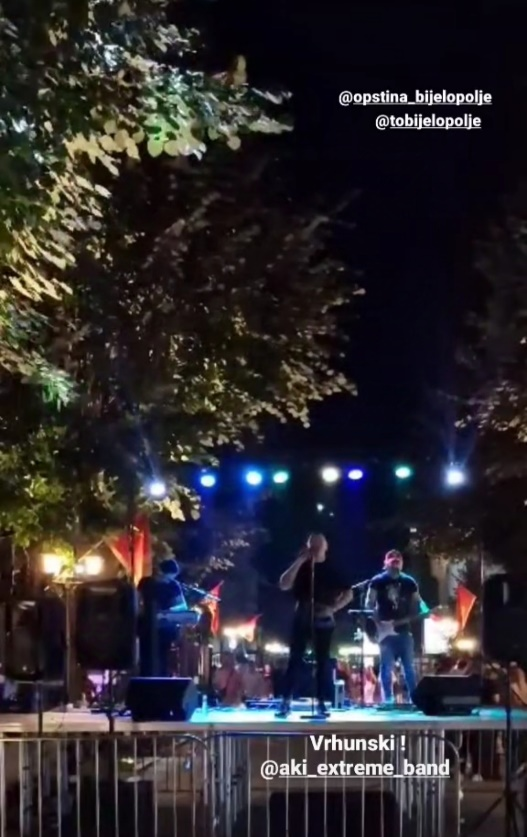 @opstina_bijelopolje
@tobijelopolje
Vrhunski !
@aki_extreme_band